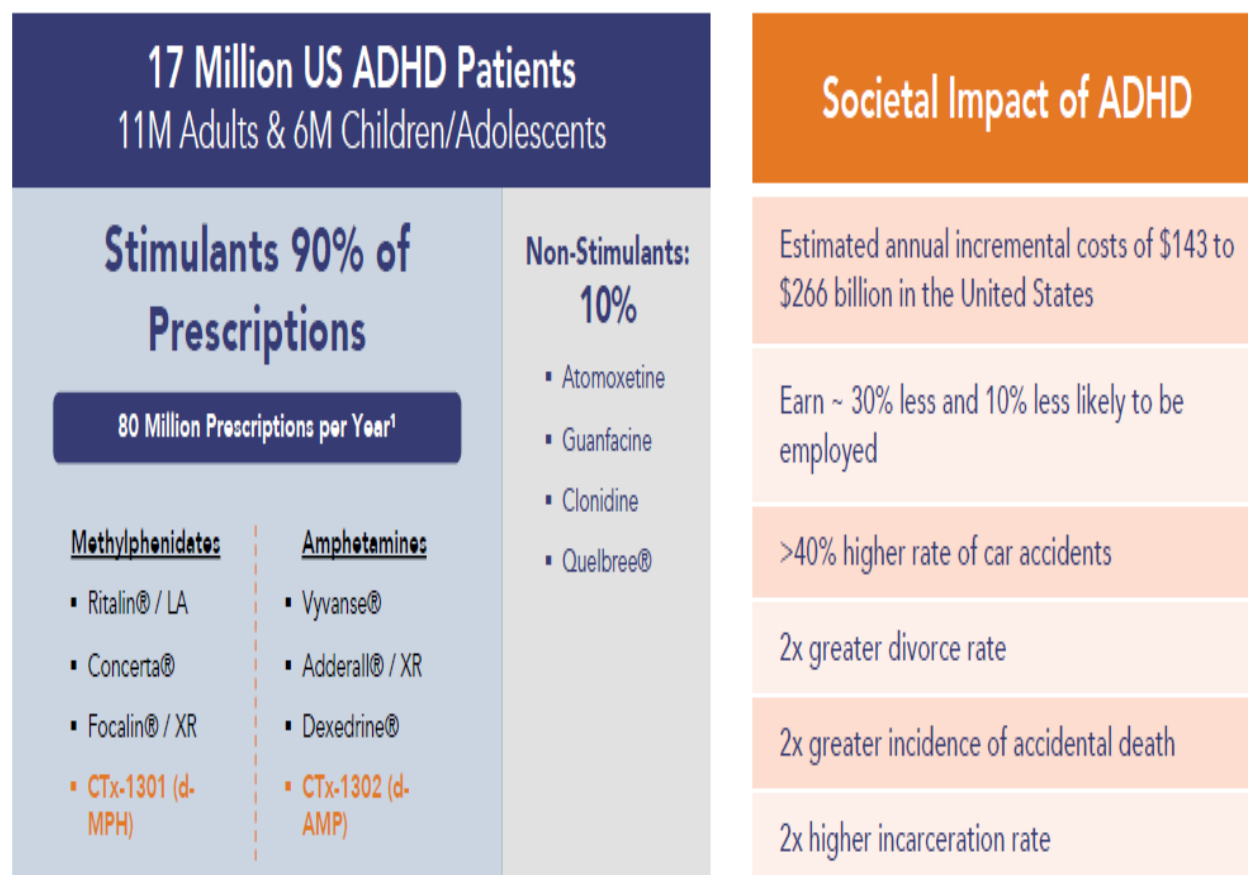 17 Million US ADHD Patients
11M Adults & 6M Children/Adolescents
Stimulants 90% of
Prescriptions
80 Million Prescriptions per Year¹
Methylphenidates
▪ Ritalin® / LA
▪ Concerta®
▪ Focalin® / XR
▪ CTx-1301 (d-
MPH)
Amphetamines
▪ Vyvanse®
▪ Adderall® / XR
▪ Dexedrine®
▪ CTx-1302 (d-
AMP)
Non-Stimulants:
10%
▪ Atomoxetine
▪ Guanfacine
▪ Clonidine
▪ Quelbree®
Societal Impact of ADHD
Estimated annual incremental costs of $143 to
$266 billion in the United States
Earn ~ 30% less and 10% less likely to be
employed
>40% higher rate of car accidents
2x greater divorce rate
2x greater incidence of accidental death
2x higher incarceration rate